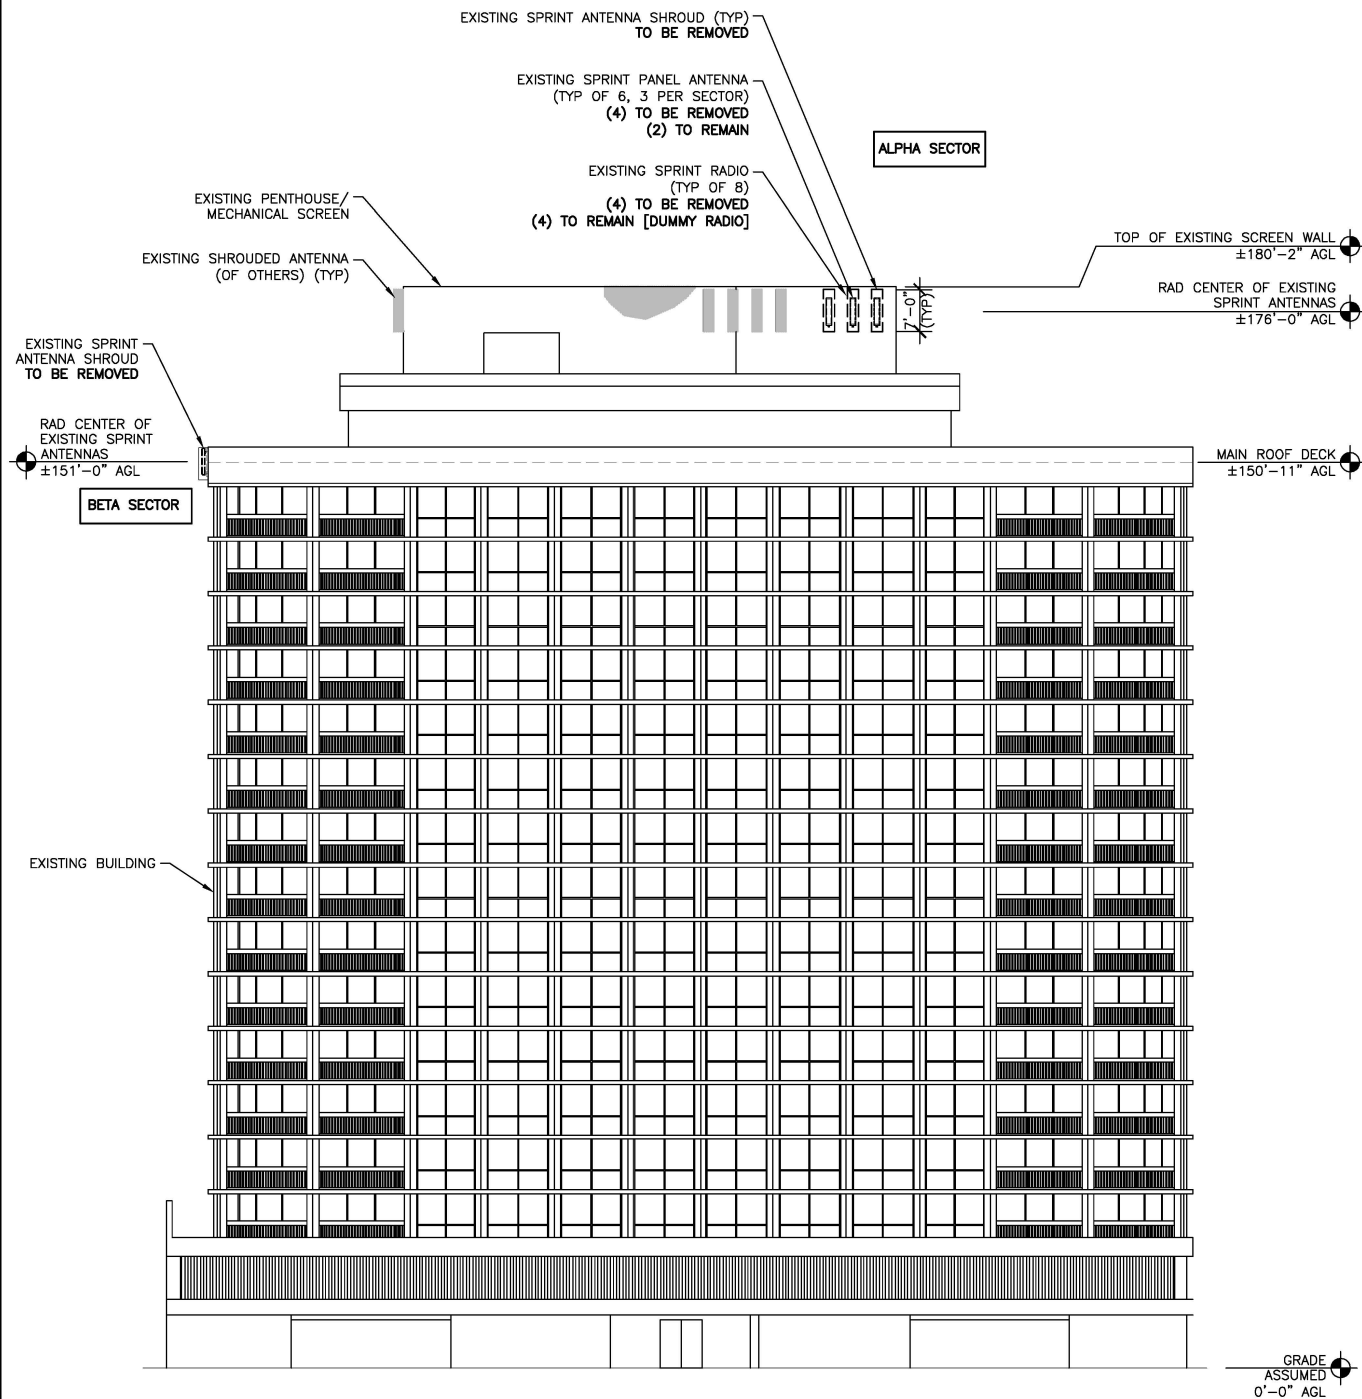 EXISTING SPRINT ANTENNA SHROUD (TYP)
TO BE REMOVED
EXISTING SPRINT PANEL ANTENNA
(TYP OF 6, 3 PER SECTOR)
(4) TO BE REMOVED
(2) TO REMAIN
ALPHA SECTOR
EXISTING SPRINT RADIO
(TYP OF 8)
(4) TO BE REMOVED
(4) TO REMAIN [DUMMY RADIO]
EXISTING PENTHOUSE/
MECHANICAL SCREEN
EXISTING SHROUDED ANTENNA
(OF OTHERS) (TYP)
TOP OF EXISTING SCREEN WALL
±180'-2" AGL
RAD CENTER OF EXISTING
SPRINT ANTENNAS
±176'-0" AGL
7'-0"
(TYP)
EXISTING SPRINT
ANTENNA SHROUD
TO BE REMOVED
RAD CENTER OF
EXISTING SPRINT
ANTENNAS
±151'-0" AGL
BETA SECTOR
MAIN ROOF DECK
±150'-11" AGL
EXISTING BUILDING
GRADE
ASSUMED
0'-0" AGL